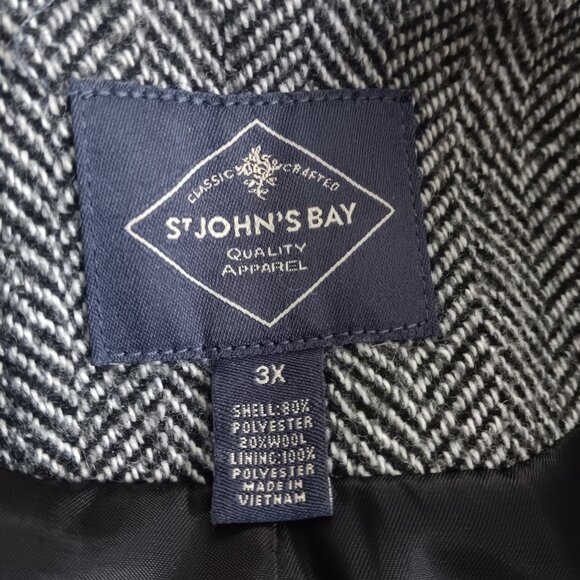 CLASSIC CRAFTED
ST JOHN'S BAY
QUALITY
APPAREL
3X
SHELL:80%
POLYESTER
20%WOOL
LINING:100%
POLYESTER
MADE IN
VIETNAM